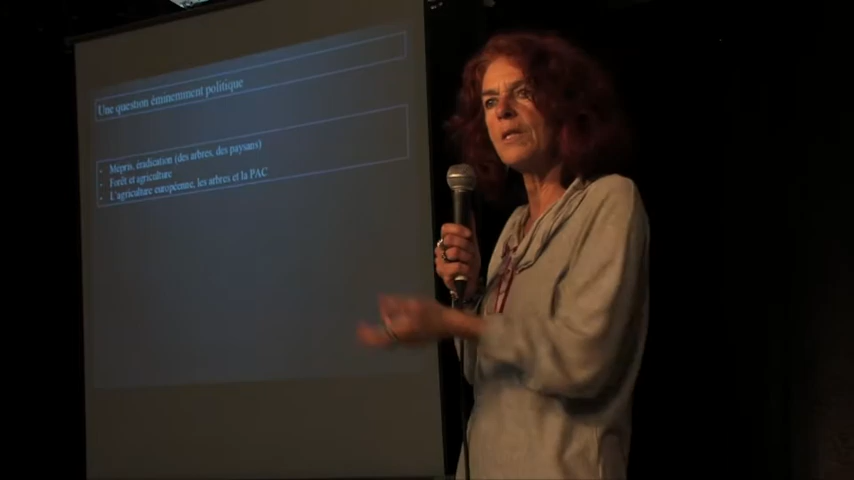 Une question éminemment politique
- Mépris, éradication (des arbres, des paysans)
- Forêt et agriculture
- L'agriculture européenne, les arbres et la PAC